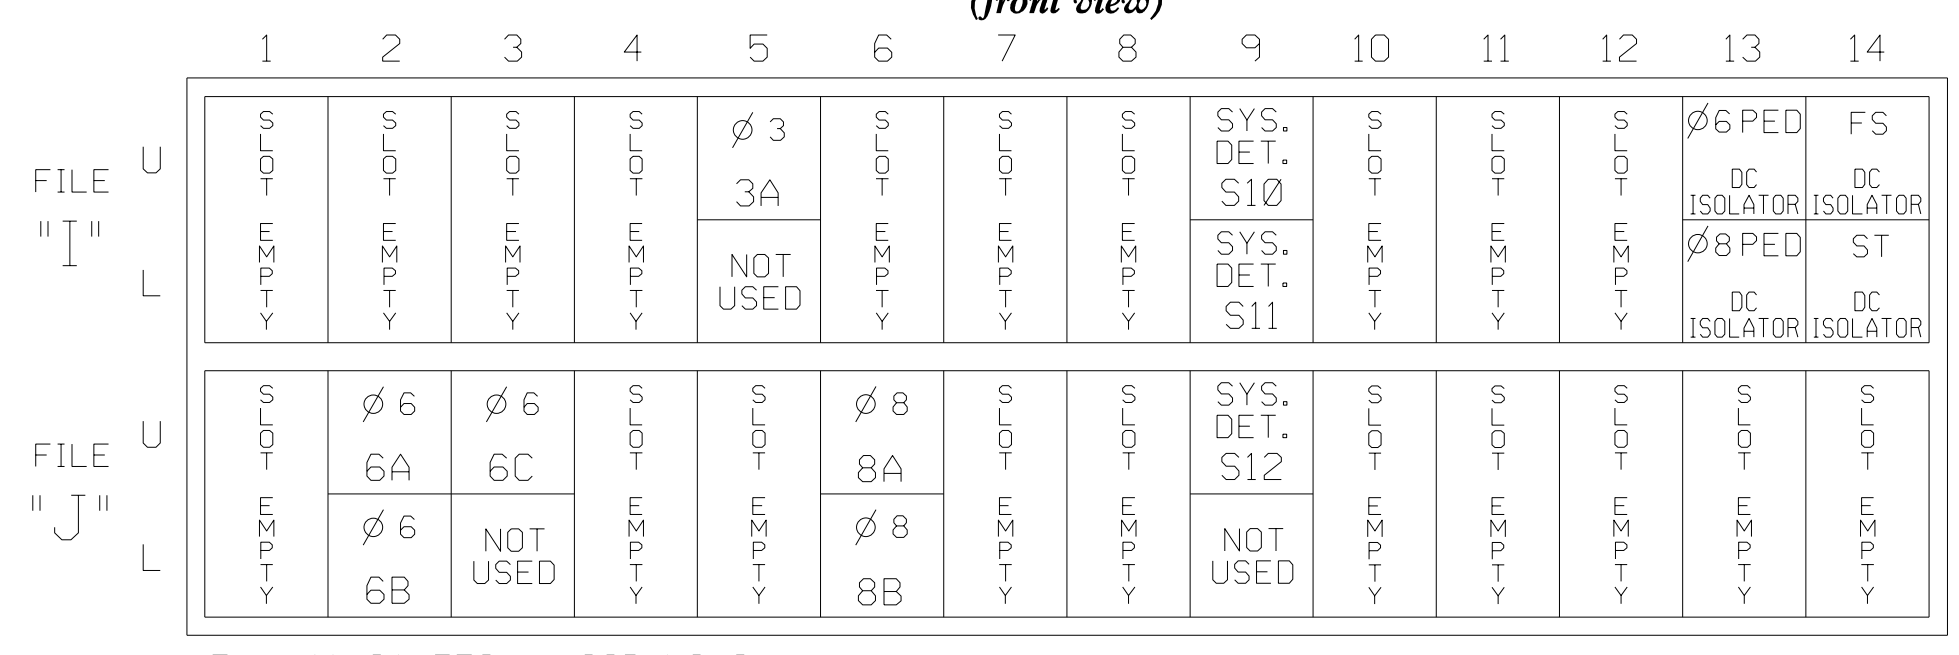 (front view)
1 2 3 4 5 6 7 8 9 10 11 12 13 14
FILE "I"
U
L
SLOT EMPTY
SLOT EMPTY
SLOT EMPTY
SLOT EMPTY
Ø 3
3A
NOT
USED
SLOT EMPTY
SLOT EMPTY
SLOT EMPTY
SYS.
DET.
S10
SYS.
DET.
S11
SLOT EMPTY
SLOT EMPTY
SLOT EMPTY
Ø6 PED
DC
ISOLATOR
Ø8 PED
DC
ISOLATOR
FS
DC
ISOLATOR
ST
DC
ISOLATOR
FILE "J"
U
L
SLOT EMPTY
Ø 6
6A
Ø 6
6B
Ø 6
6C
NOT
USED
SLOT EMPTY
SLOT EMPTY
Ø 8
8A
Ø 8
8B
SLOT EMPTY
SLOT EMPTY
SYS.
DET.
S12
NOT
USED
SLOT EMPTY
SLOT EMPTY
SLOT EMPTY
SLOT EMPTY
SLOT EMPTY